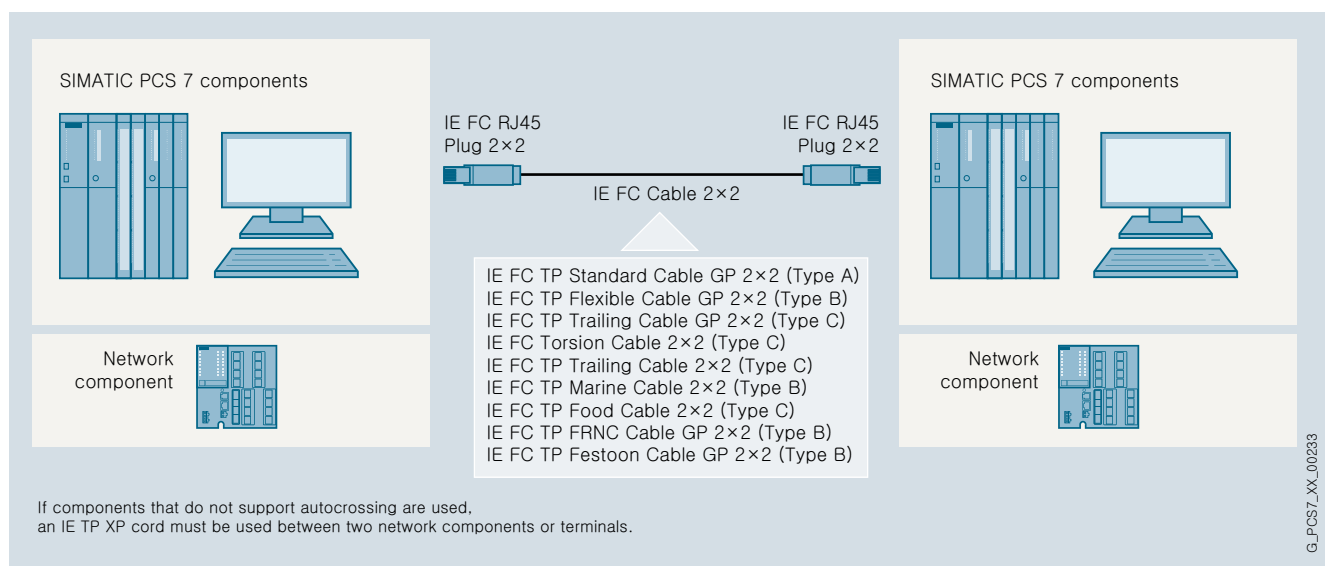 SIMATIC PCS 7 components
SIMATIC PCS 7 components
IE FC RJ45
Plug 2×2
IE FC RJ45
Plug 2×2
IE FC Cable 2×2
IE FC TP Standard Cable GP 2×2 (Type A)
IE FC TP Flexible Cable GP 2×2 (Type B)
IE FC TP Trailing Cable GP 2×2 (Type C)
IE FC Torsion Cable 2×2 (Type C)
IE FC TP Trailing Cable 2×2 (Type C)
IE FC TP Marine Cable 2×2 (Type B)
IE FC TP Food Cable 2×2 (Type C)
IE FC TP FRNC Cable GP 2×2 (Type B)
IE FC TP Festoon Cable GP 2×2 (Type B)
Network
component
Network
component
If components that do not support autocrossing are used,
an IE TP XP cord must be used between two network components or terminals.
G_PCS7_XX_00233